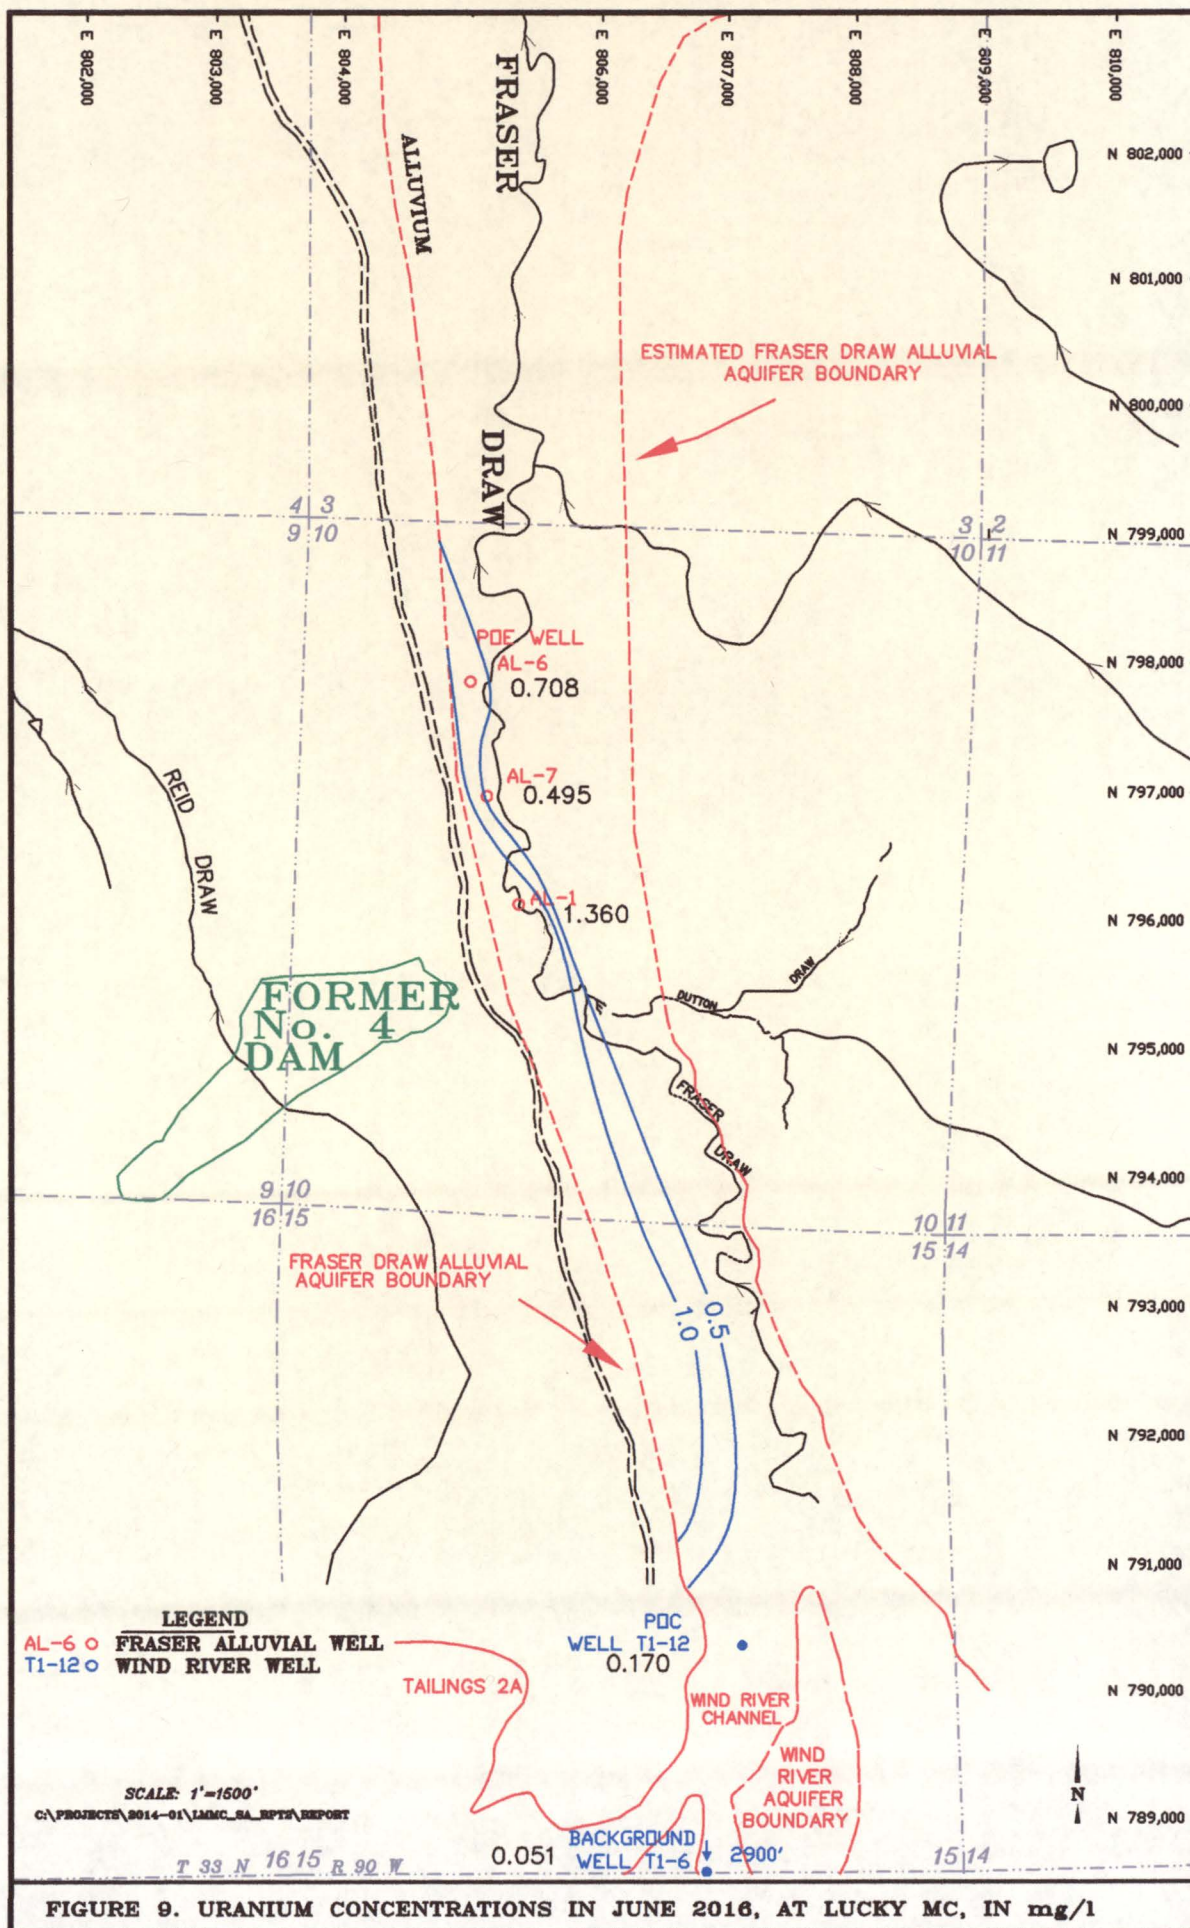 E 802,000
E 803,000
E 804,000
E 806,000
E 807,000
E 808,000
E 809,000
E 810,000
FRASER
DRAW
ALLUVIUM
N 802,000
N 801,000
N 800,000
N 799,000
N 798,000
N 797,000
N 796,000
N 795,000
N 794,000
N 793,000
N 792,000
N 791,000
N 790,000
N 789,000
ESTIMATED FRASER DRAW ALLUVIAL
AQUIFER BOUNDARY
4 3
9 10
3 2
10 11
POE WELL
AL-6
0.708
AL-7
0.495
AL-1
1.360
REID
DRAW
DUTTON
DRAW
FORMER
No. 4
DAM
FRASER
DRAW
9 10
16 15
10 11
15 14
FRASER DRAW ALLUVIAL
AQUIFER BOUNDARY
1.0
0.5
LEGEND
AL-6 FRASER ALLUVIAL WELL
T1-12 WIND RIVER WELL
POC
WELL T1-12
0.170
TAILINGS 2A
WIND RIVER
CHANNEL
WIND
RIVER
AQUIFER
BOUNDARY
N
SCALE: 1"=1500'
C:\PROJECTS\2014-01\LMMC_SA_RPTS\REPORT
0.051
BACKGROUND
WELL T1-6
2900'
T 33 N 16 15 R 90 W
15 14
FIGURE 9. URANIUM CONCENTRATIONS IN JUNE 2016, AT LUCKY MC, IN mg/l